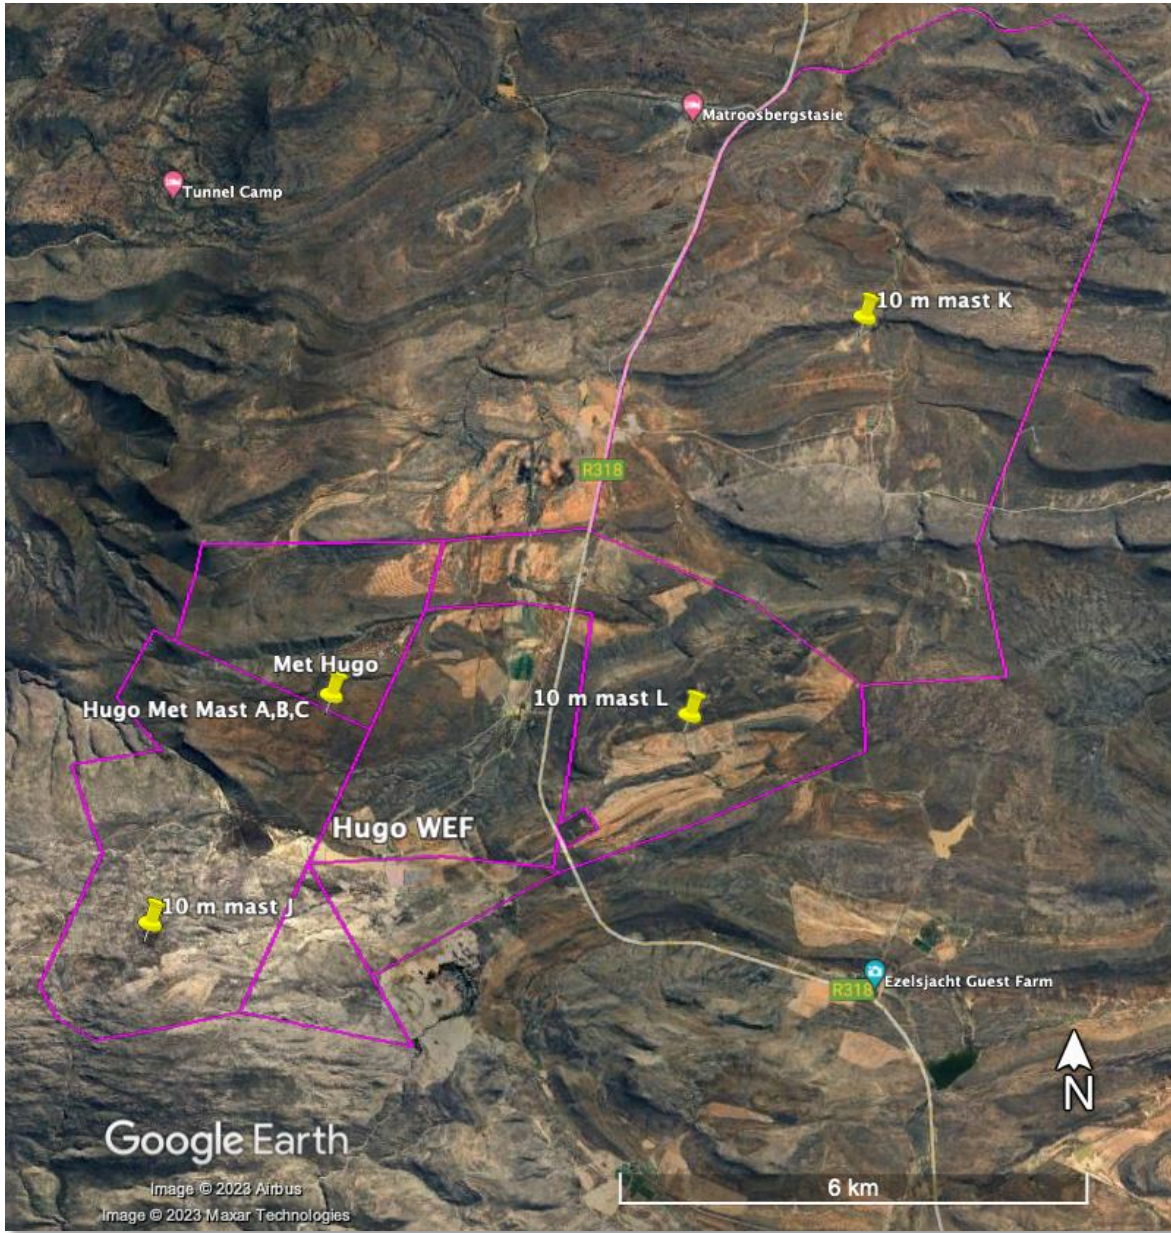 Matroosbergstasie
Tunnel Camp
10 m mast K
R318
Met Hugo
10 m mast L
Hugo Met Mast A,B,C
Hugo WEF
10 m mast J
Ezelsjacht Guest Farm
R318
N
Google Earth
6 km
Image © 2023 Airbus
Image © 2023 Maxar Technologies